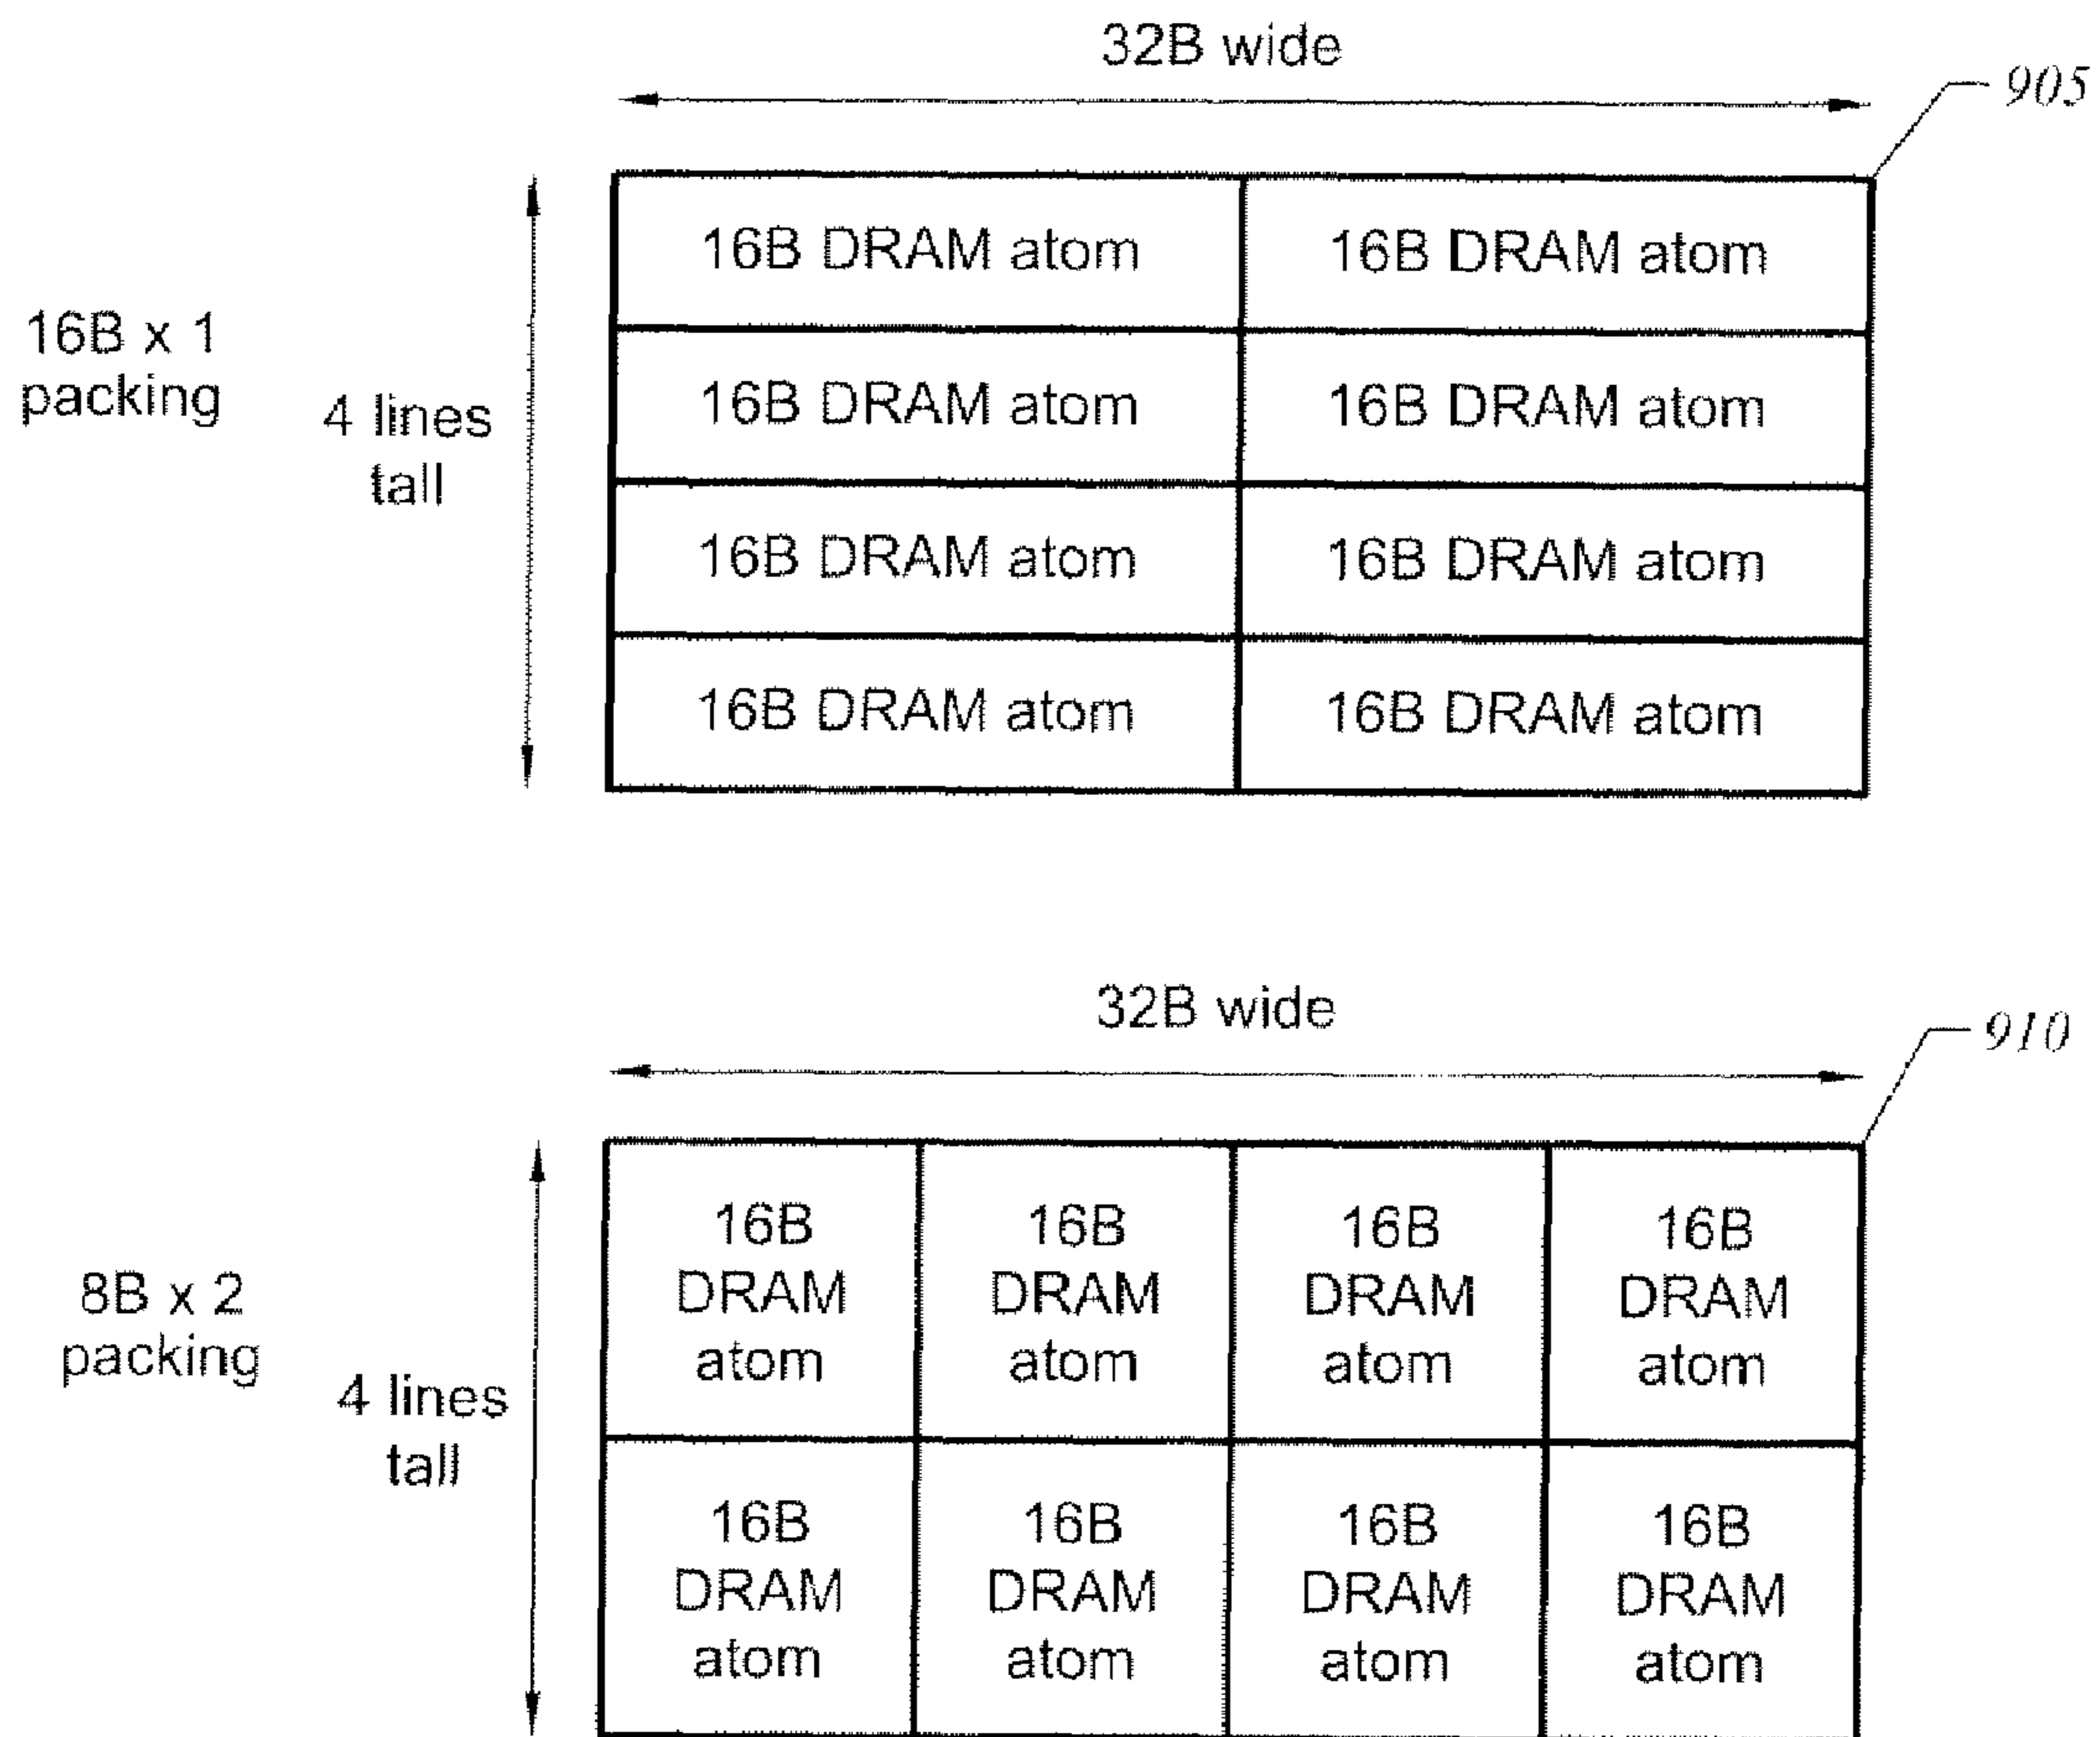 32B wide
905
16B x 1
packing
4 lines
tall
16B DRAM atom
16B DRAM atom
16B DRAM atom
16B DRAM atom
16B DRAM atom
16B DRAM atom
16B DRAM atom
16B DRAM atom
32B wide
910
8B x 2
packing
4 lines
tall
16B
DRAM
atom
16B
DRAM
atom
16B
DRAM
atom
16B
DRAM
atom
16B
DRAM
atom
16B
DRAM
atom
16B
DRAM
atom
16B
DRAM
atom